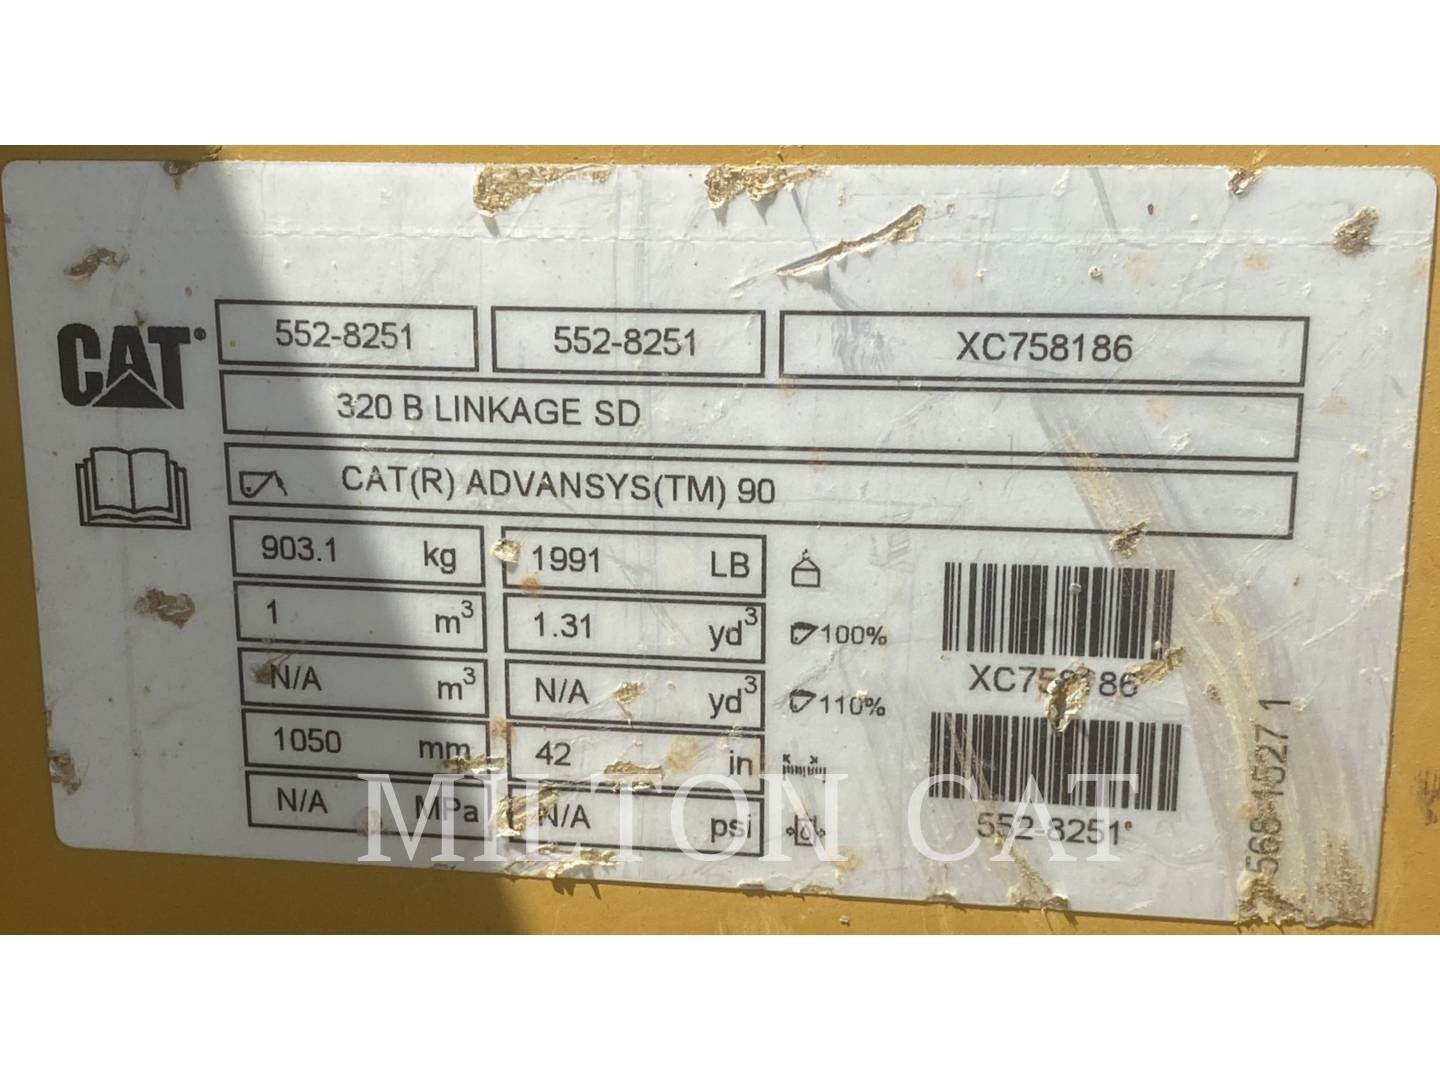 CAT®
552-8251 552-8251 XC758186
320 B LINKAGE SD
CAT(R) ADVANSYS(TM) 90
903.1 kg 1991 LB
1 m³ 1.31 yd³ 100%
N/A m³ N/A yd³ 110%
1050 mm 42 in
N/A MPa N/A psi
XC758186
552-8251
MILTON CAT